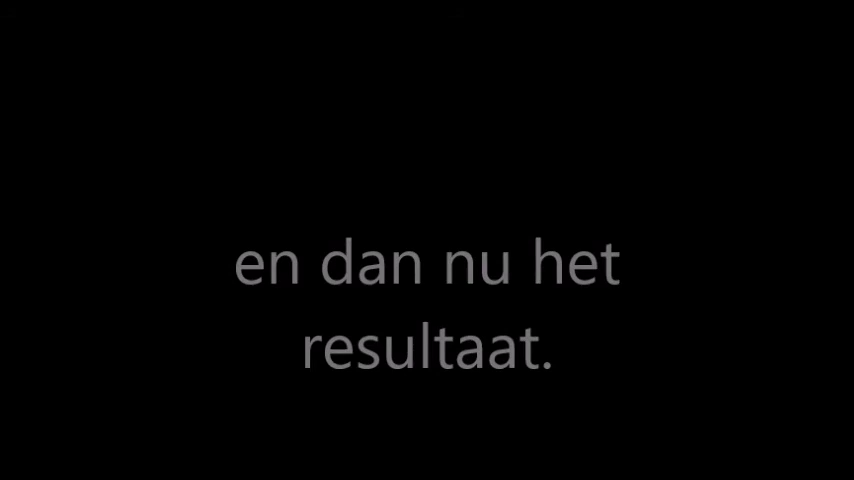 en dan nu het
resultaat.